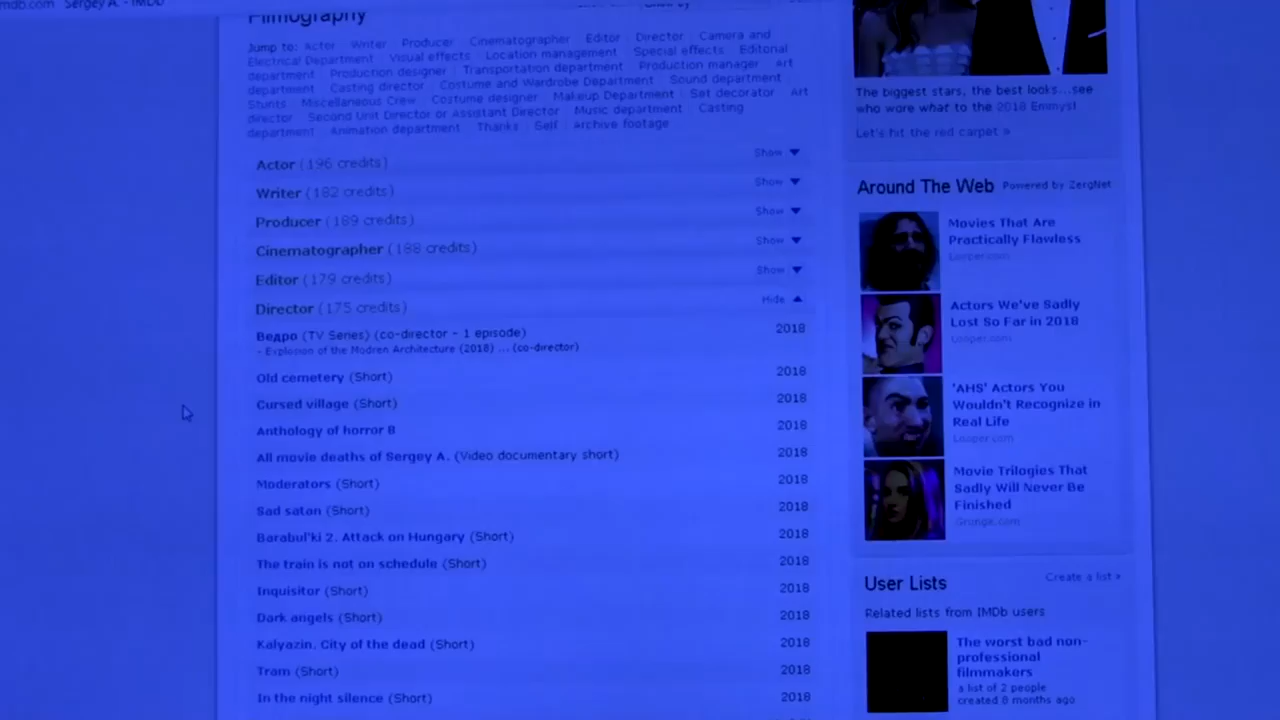 mdb.com Sergey A. - IMDb
Filmography
Jump to: Actor Writer Producer Cinematographer Editor Director Camera and
Electrical Department Visual effects Location management Special effects Editorial
department Production designer Transportation department Production manager Art
department Casting director Costume and Wardrobe Department Sound department
Stunts Miscellaneous Crew Costume designer Makeup Department Set decorator Art
director Second Unit Director or Assistant Director Music department Casting
department Animation department Thanks Self Archive footage
Actor (196 credits) Show
Writer (182 credits) Show
Producer (189 credits) Show
Cinematographer (188 credits) Show
Editor (179 credits) Show
Director (175 credits) Hide
Ведро (TV Series) (co-director - 1 episode) 2018
- Explosion of the Modren Architecture (2018) ... (co-director)
Old cemetery (Short) 2018
Cursed village (Short) 2018
Anthology of horror 8 2018
All movie deaths of Sergey A. (Video documentary short) 2018
Moderators (Short) 2018
Sad satan (Short) 2018
Barabul'ki 2. Attack on Hungary (Short) 2018
The train is not on schedule (Short) 2018
Inquisitor (Short) 2018
Dark angels (Short) 2018
Kalyazin. City of the dead (Short) 2018
Tram (Short) 2018
In the night silence (Short) 2018
The biggest stars, the best looks...see
who wore what to the 2018 Emmys!
Let's hit the red carpet »
Around The Web Powered by ZergNet
Movies That Are
Practically Flawless
Looper.com
Actors We've Sadly
Lost So Far in 2018
Looper.com
'AHS' Actors You
Wouldn't Recognize in
Real Life
Looper.com
Movie Trilogies That
Sadly Will Never Be
Finished
Grunge.com
User Lists Create a list »
Related lists from IMDb users
The worst bad non-
professional
filmmakers
a list of 2 people
created 8 months ago